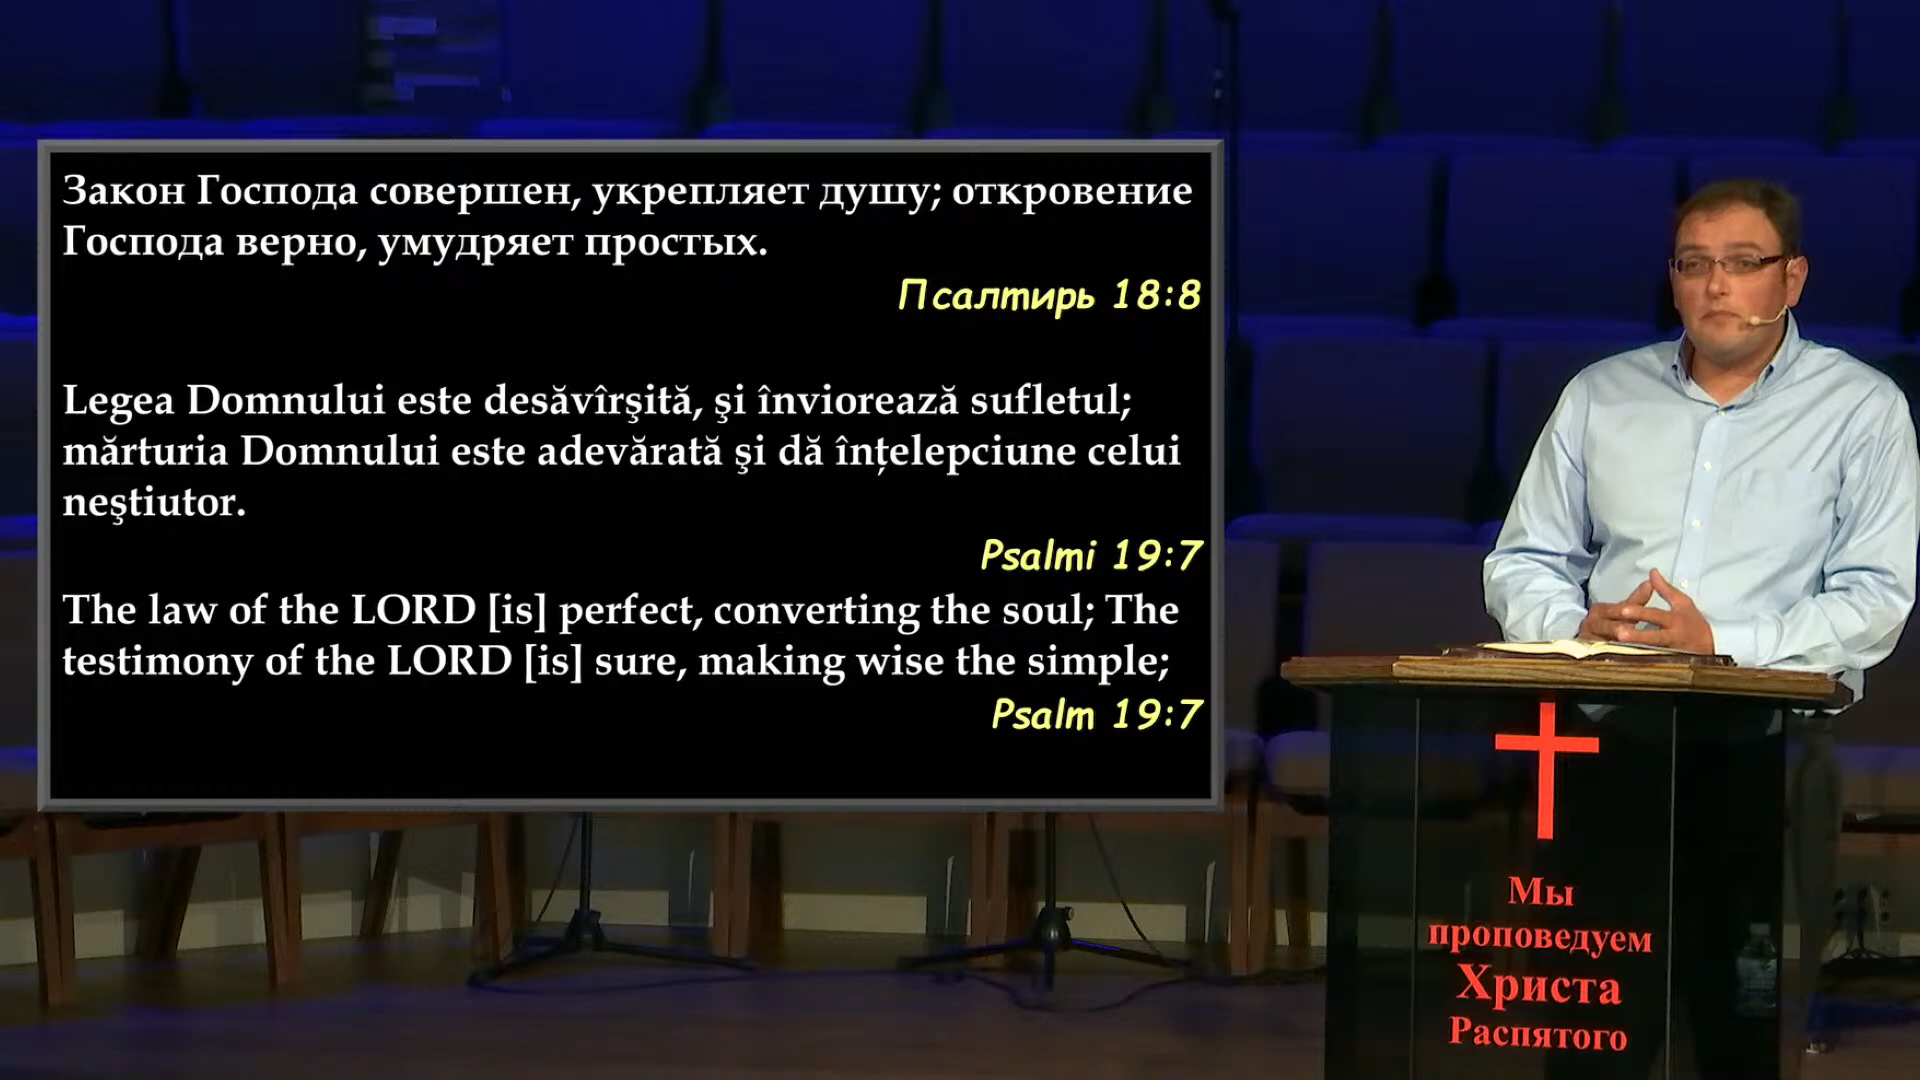 Закон Господа совершен, укрепляет душу; откровение
Господа верно, умудряет простых.
Псалтирь 18:8
Legea Domnului este desăvîrşită, şi înviorează sufletul;
mărturia Domnului este adevărată şi dă înţelepciune celui
neştiutor.
Psalmi 19:7
The law of the LORD [is] perfect, converting the soul; The
testimony of the LORD [is] sure, making wise the simple;
Psalm 19:7
Мы
проповедуем
Христа
Распятого